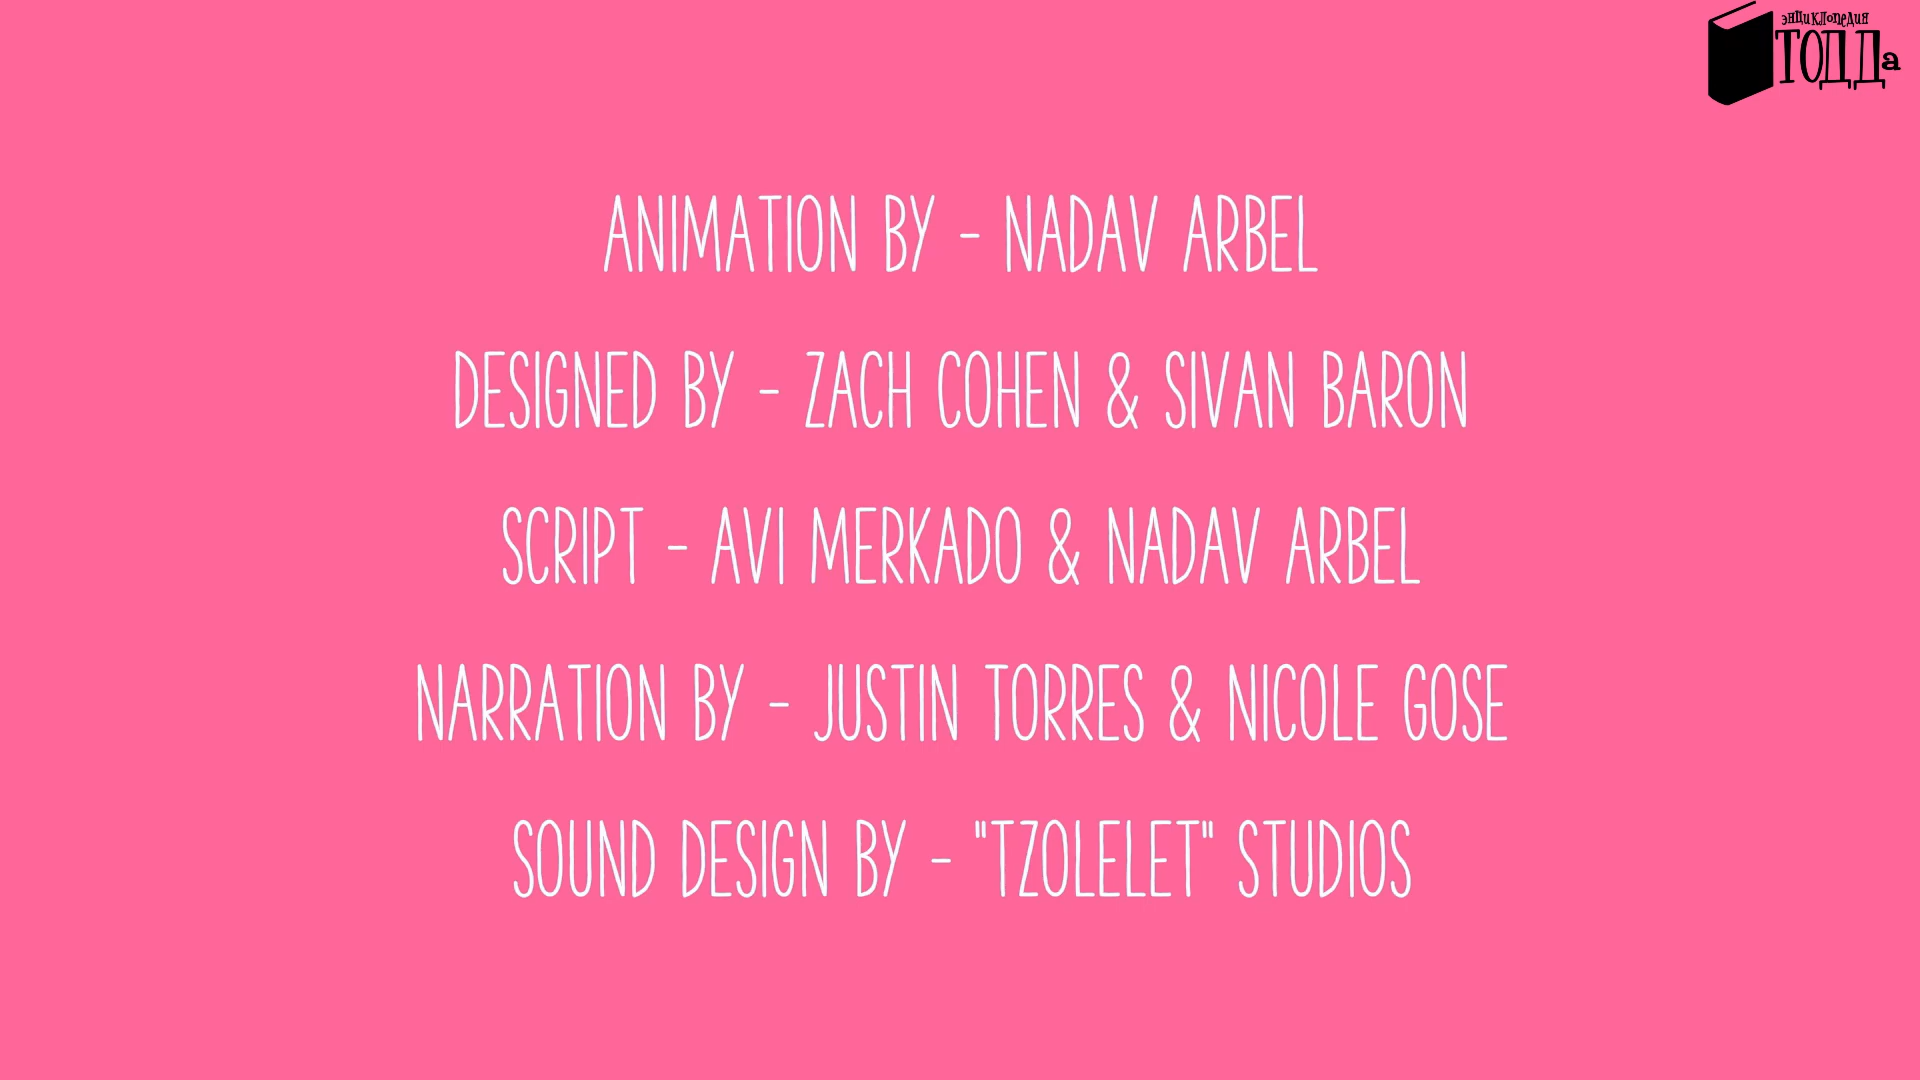 энциклопедия
ТОДДа
ANIMATION BY - NADAV ARBEL
DESIGNED BY - ZACH COHEN & SIVAN BARON
SCRIPT - AVI MERKADO & NADAV ARBEL
NARRATION BY - JUSTIN TORRES & NICOLE GOSE
SOUND DESIGN BY - "TZOLELET" STUDIOS